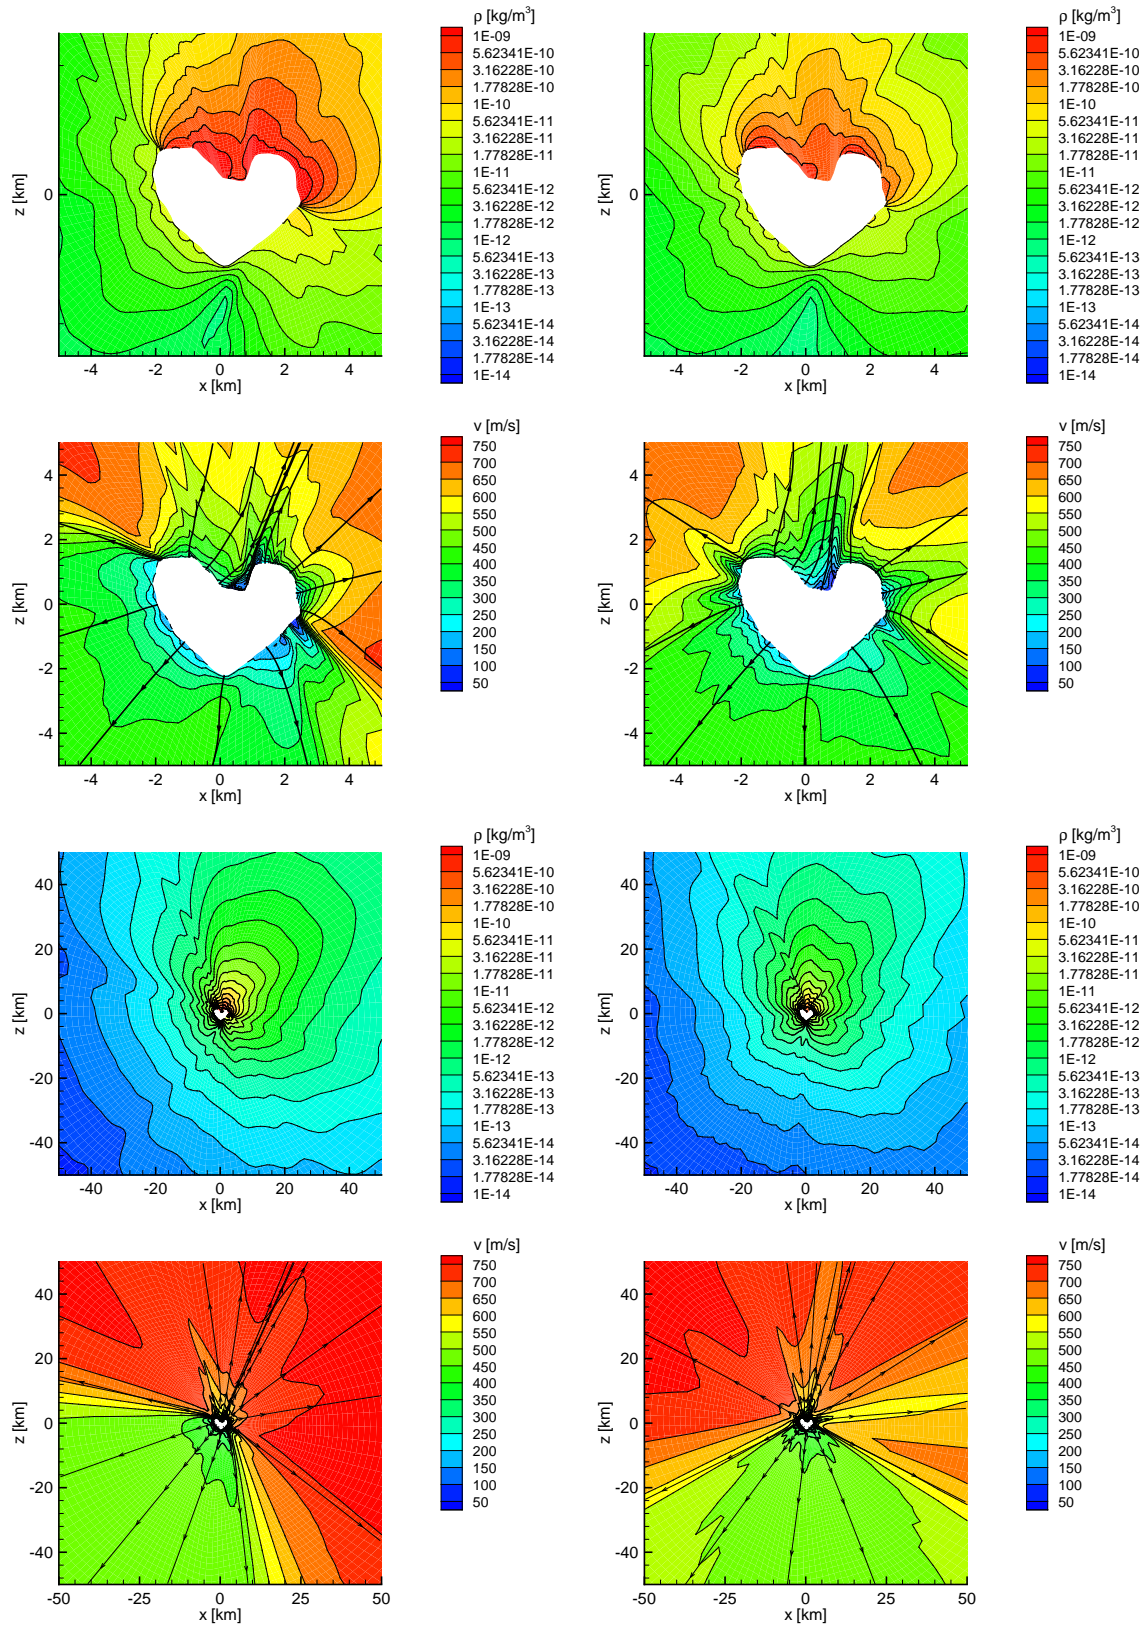 ρ [kg/m³]
1E-09
5.62341E-10
3.16228E-10
1.77828E-10
1E-10
5.62341E-11
3.16228E-11
1.77828E-11
1E-11
5.62341E-12
3.16228E-12
1.77828E-12
1E-12
5.62341E-13
3.16228E-13
1.77828E-13
1E-13
5.62341E-14
3.16228E-14
1.77828E-14
1E-14
z [km]
0
-4 -2 0 2 4
x [km]
ρ [kg/m³]
1E-09
5.62341E-10
3.16228E-10
1.77828E-10
1E-10
5.62341E-11
3.16228E-11
1.77828E-11
1E-11
5.62341E-12
3.16228E-12
1.77828E-12
1E-12
5.62341E-13
3.16228E-13
1.77828E-13
1E-13
5.62341E-14
3.16228E-14
1.77828E-14
1E-14
z [km]
0
-4 -2 0 2 4
x [km]
v [m/s]
750
700
650
600
550
500
450
400
350
300
250
200
150
100
50
z [km]
4
2
0
-2
-4
-4 -2 0 2 4
x [km]
v [m/s]
750
700
650
600
550
500
450
400
350
300
250
200
150
100
50
z [km]
4
2
0
-2
-4
-4 -2 0 2 4
x [km]
ρ [kg/m³]
1E-09
5.62341E-10
3.16228E-10
1.77828E-10
1E-10
5.62341E-11
3.16228E-11
1.77828E-11
1E-11
5.62341E-12
3.16228E-12
1.77828E-12
1E-12
5.62341E-13
3.16228E-13
1.77828E-13
1E-13
5.62341E-14
3.16228E-14
1.77828E-14
1E-14
z [km]
40
20
0
-20
-40
-40 -20 0 20 40
x [km]
ρ [kg/m³]
1E-09
5.62341E-10
3.16228E-10
1.77828E-10
1E-10
5.62341E-11
3.16228E-11
1.77828E-11
1E-11
5.62341E-12
3.16228E-12
1.77828E-12
1E-12
5.62341E-13
3.16228E-13
1.77828E-13
1E-13
5.62341E-14
3.16228E-14
1.77828E-14
1E-14
z [km]
40
20
0
-20
-40
-40 -20 0 20 40
x [km]
v [m/s]
750
700
650
600
550
500
450
400
350
300
250
200
150
100
50
z [km]
40
20
0
-20
-40
-50 -25 0 25 50
x [km]
v [m/s]
750
700
650
600
550
500
450
400
350
300
250
200
150
100
50
z [km]
40
20
0
-20
-40
-50 -25 0 25 50
x [km]